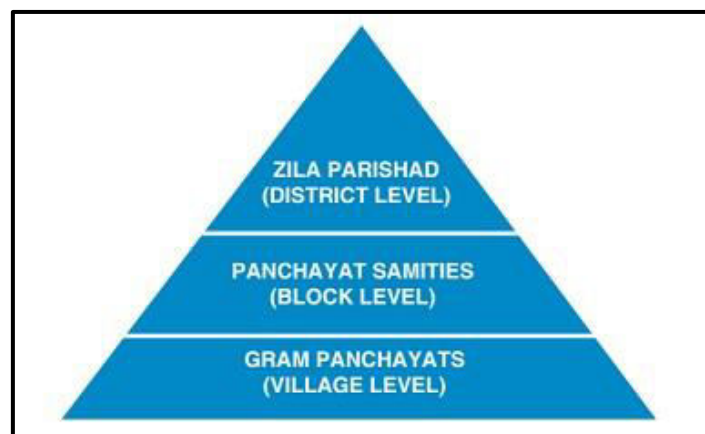 ZILA PARISHAD
(DISTRICT LEVEL)
PANCHAYAT SAMITIES
(BLOCK LEVEL)
GRAM PANCHAYATS
(VILLAGE LEVEL)